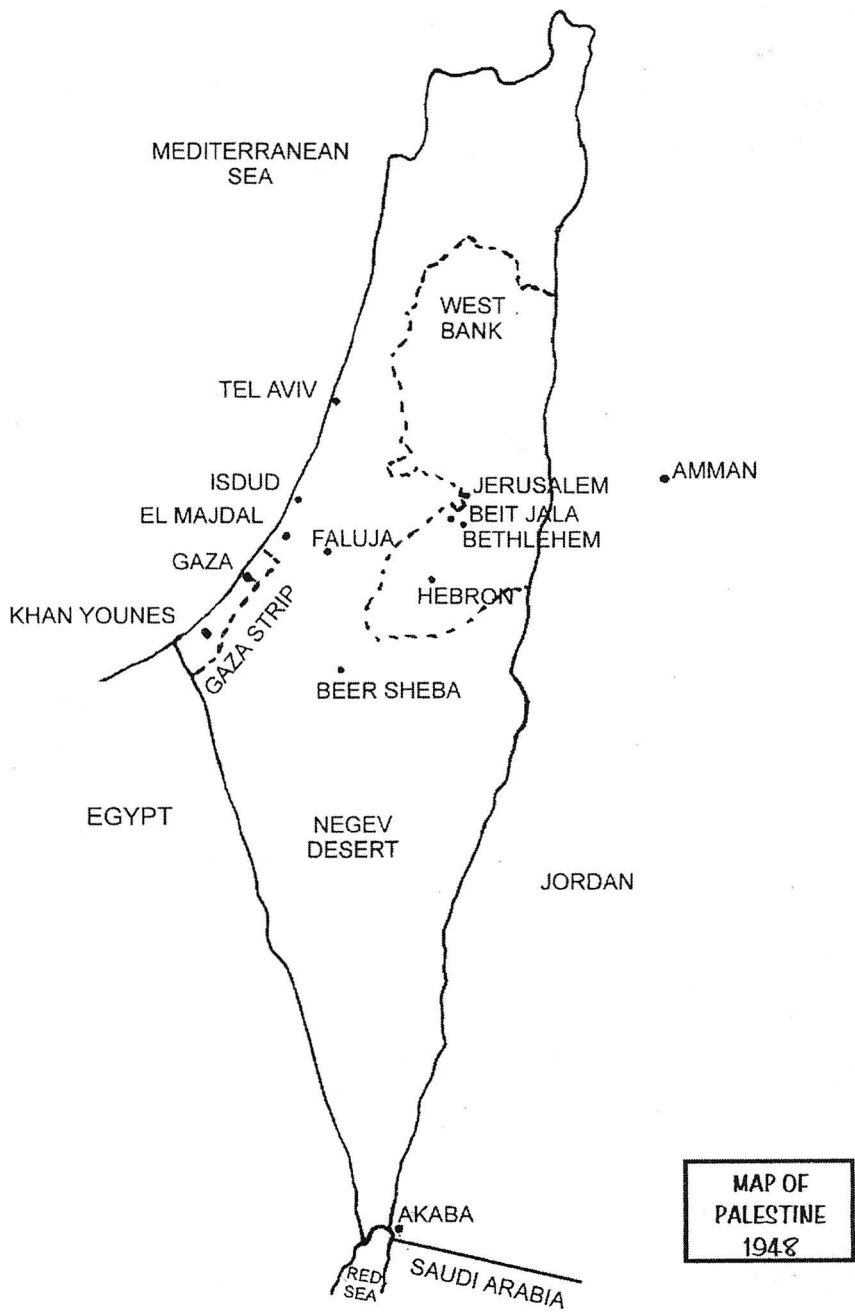 MEDITERRANEAN
SEA
WEST
BANK
TEL AVIV
ISDUD
JERUSALEM
AMMAN
EL MAJDAL
BEIT JALA
FALUJA
BETHLEHEM
GAZA
HEBRON
KHAN YOUNES
GAZA STRIP
BEER SHEBA
EGYPT
NEGEV
DESERT
JORDAN
AKABA
RED
SEA
SAUDI ARABIA
MAP OF
PALESTINE
1948